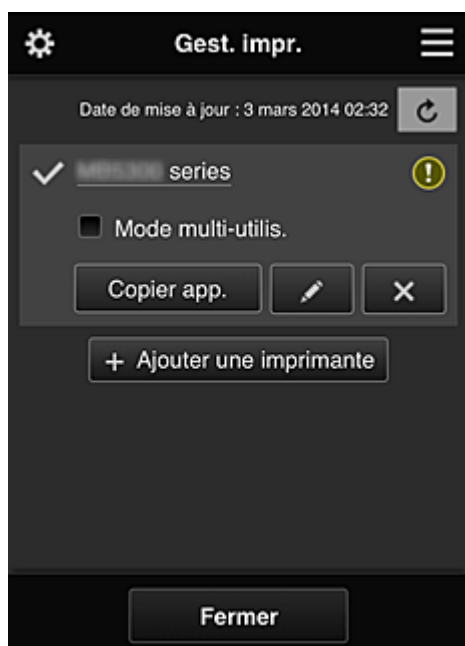 Gest. impr.
Date de mise à jour : 3 mars 2014 02:32
series
Mode multi-utilis.
Copier app.
+ Ajouter une imprimante
Fermer